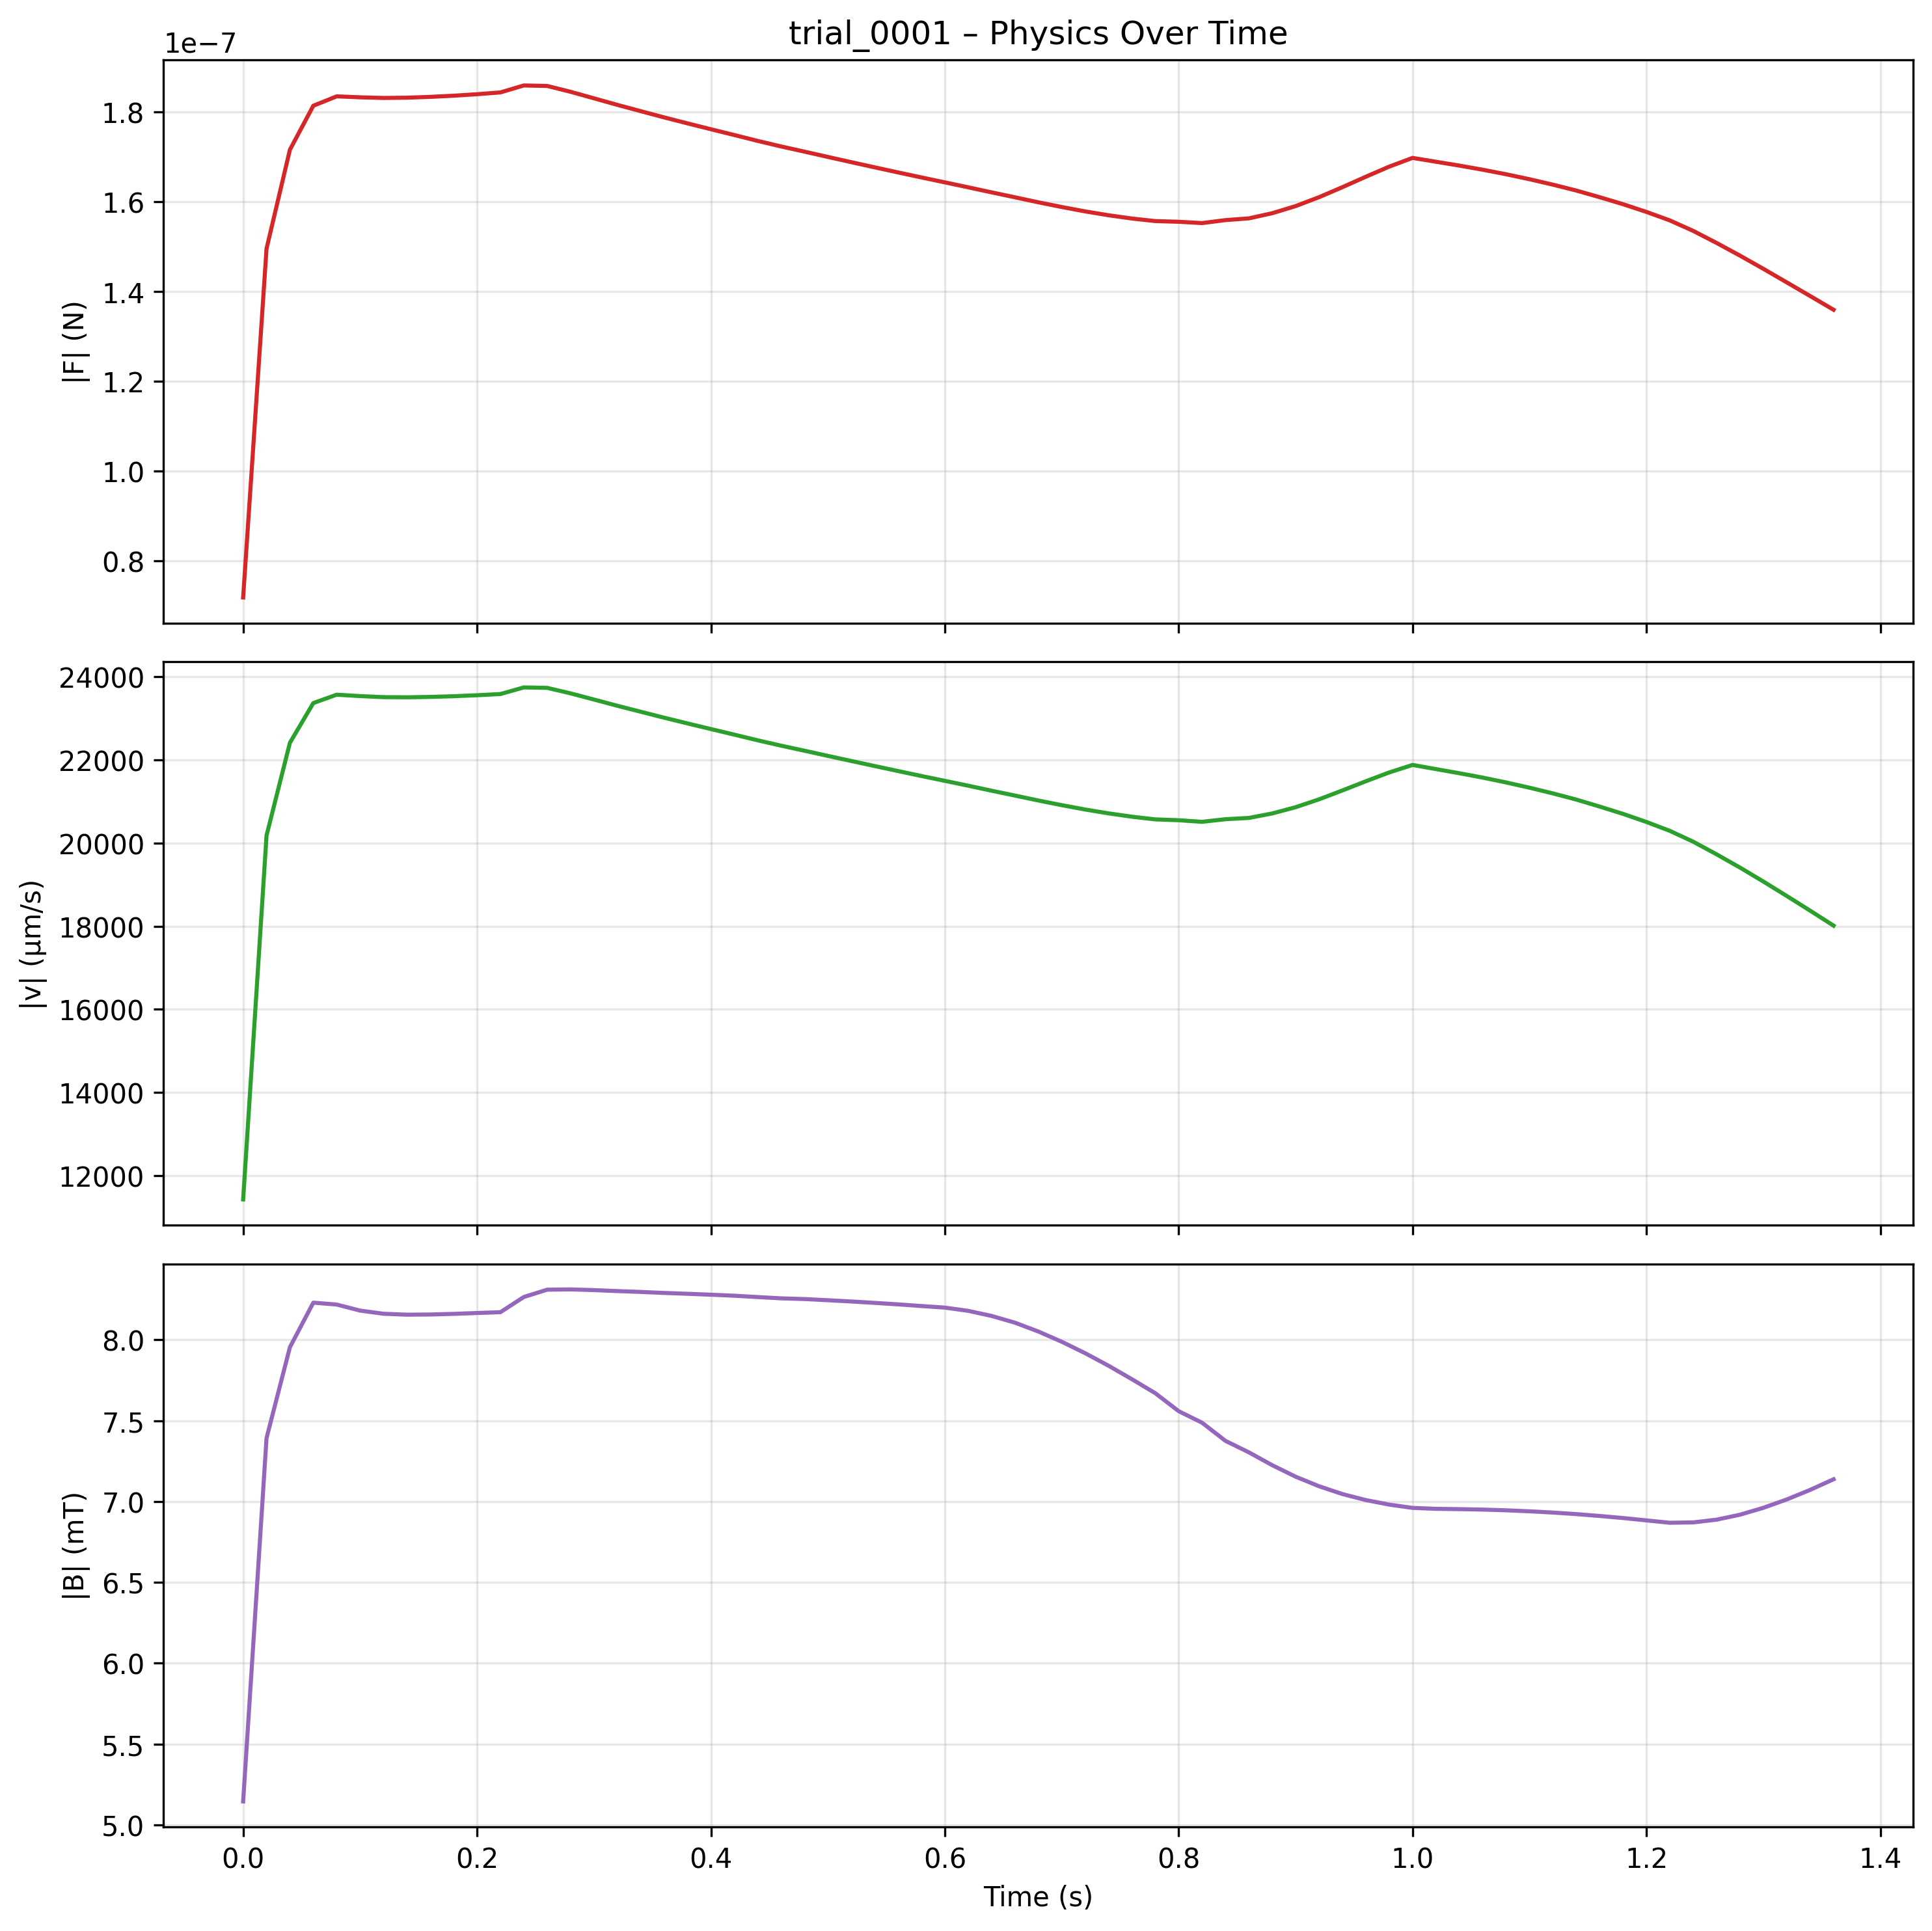 trial_0001 – Physics Over Time
1e−7
1.8
1.6
1.4
1.2
1.0
0.8
|F| (N)
24000
22000
20000
18000
16000
14000
12000
|v| (μm/s)
8.0
7.5
7.0
6.5
6.0
5.5
5.0
|B| (mT)
0.0 0.2 0.4 0.6 0.8 1.0 1.2 1.4
Time (s)